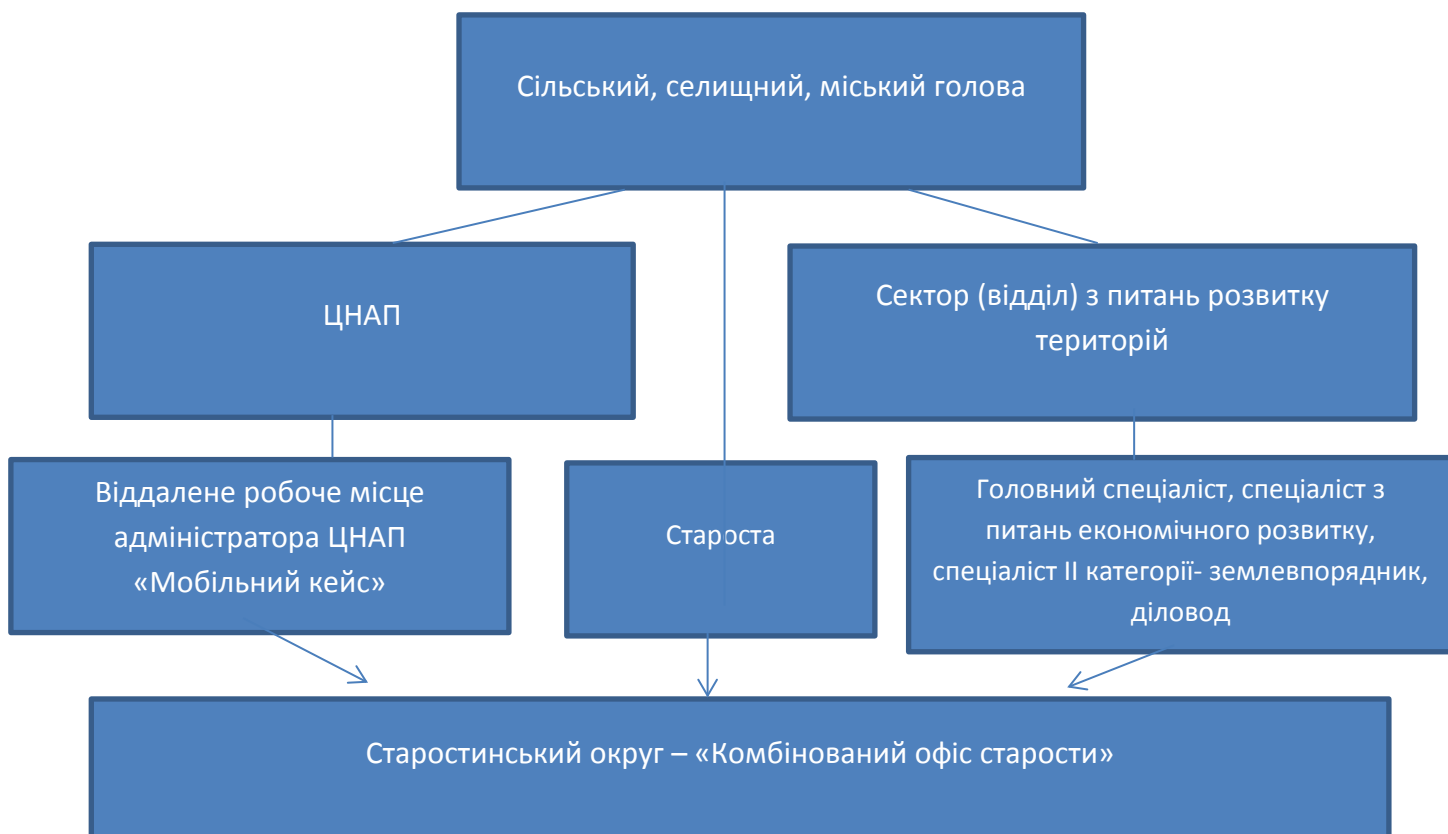 Сільський, селищний, міський голова
ЦНАП
Сектор (відділ) з питань розвитку
територій
Віддалене робоче місце
адміністратора ЦНАП
«Мобільний кейс»
Староста
Головний спеціаліст, спеціаліст з
питань економічного розвитку,
спеціаліст ІІ категорії- землевпорядник,
діловод
Старостинський округ – «Комбінований офіс старости»